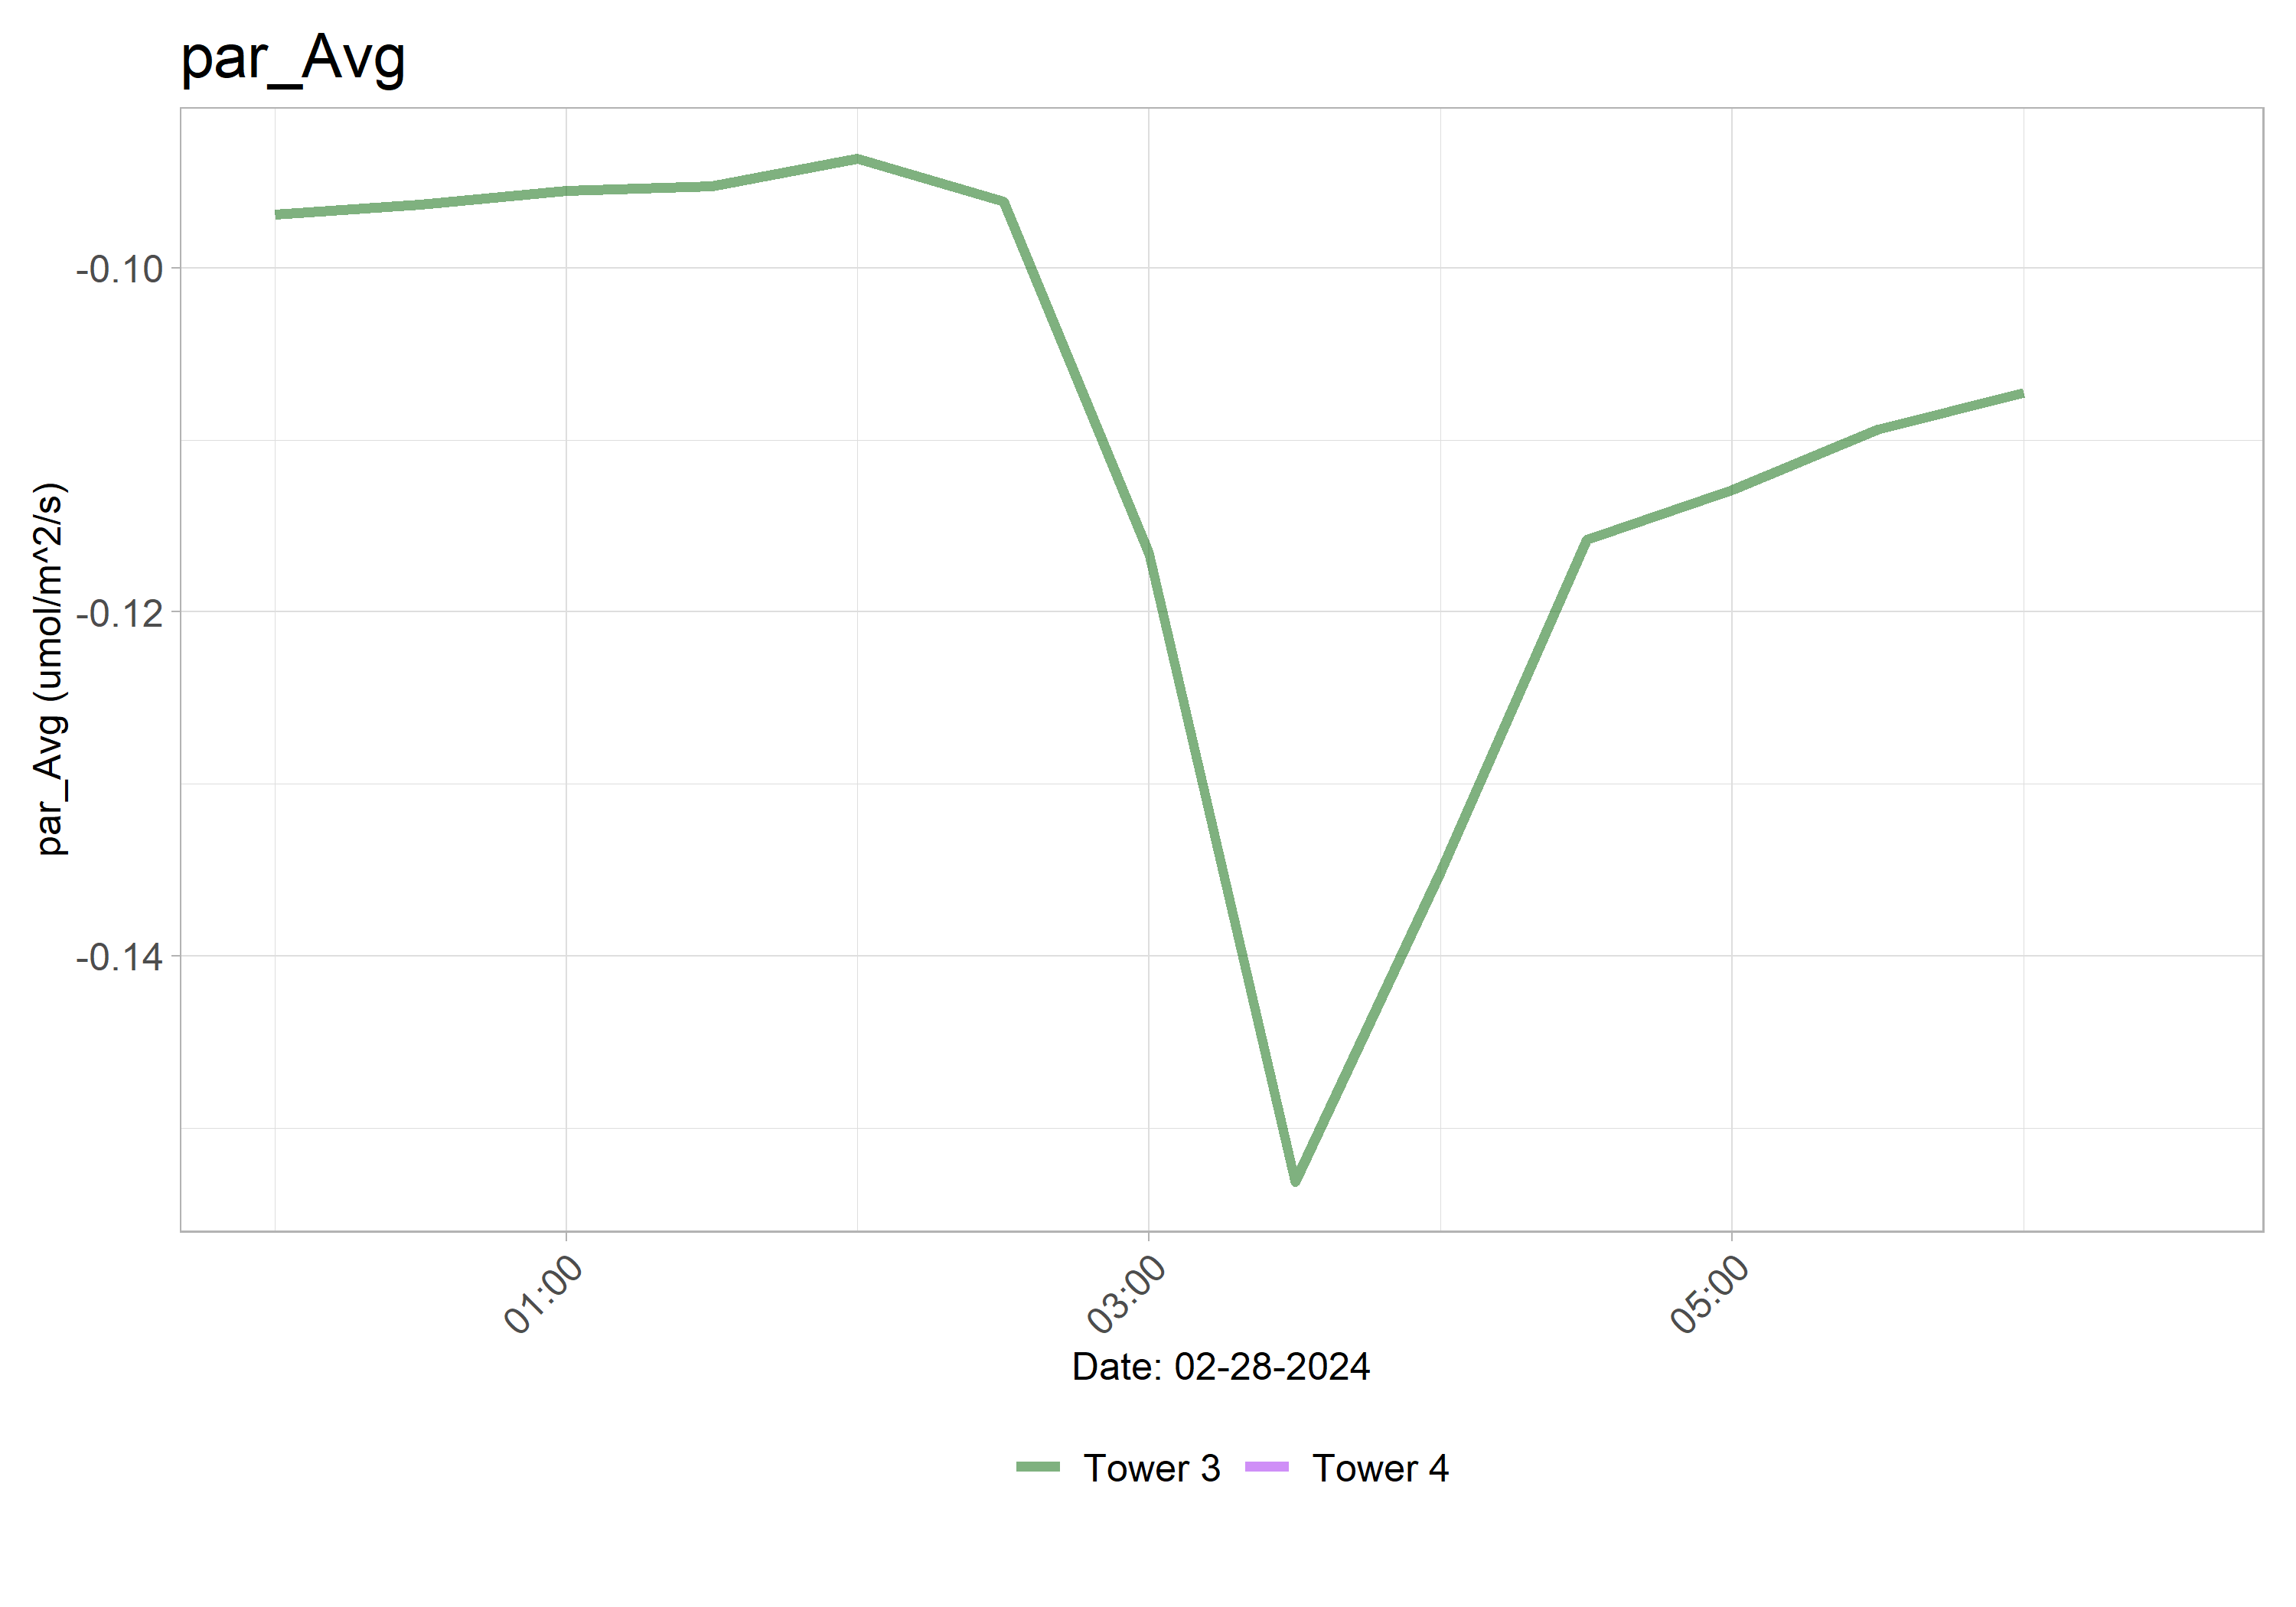 par_Avg
par_Avg (umol/m^2/s)
-0.10
-0.12
-0.14
01:00
03:00
05:00
Date: 02-28-2024
Tower 3
Tower 4